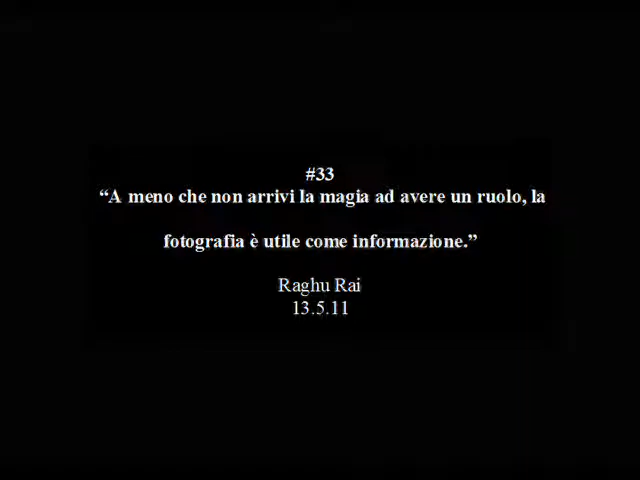 #33
“A meno che non arrivi la magia ad avere un ruolo, la
fotografia è utile come informazione.”
Raghu Rai
13.5.11